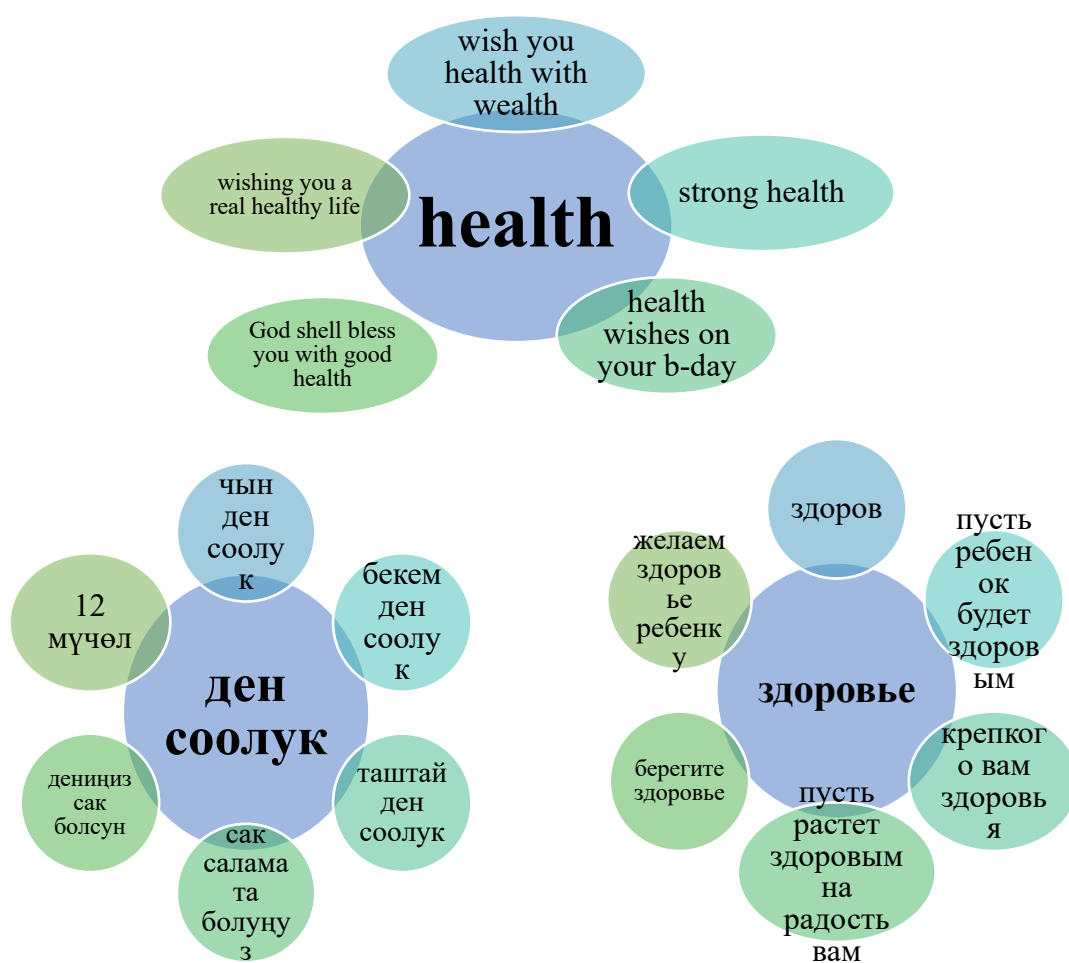 wish you
health with
wealth
wishing you a
real healthy life
health
strong health
God shell bless
you with good
health
health
wishes on
your b-day
чын
ден
соолу
к
12
мүчөл
бекем
ден
соолу
к
ден
соолук
дениңиз
сак
болсун
таштай
ден
соолук
сак
салама
та
болуңу
з
здоров
желаем
здоров
ье
ребенк
у
пусть
ребен
ок
будет
здоров
ым
здоровье
берегите
здоровье
крепког
о вам
здоровь
я
пусть
растет
здоровым
на
радость
вам